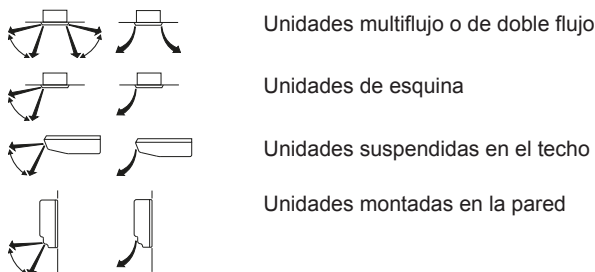 Unidades multiflujo o de doble flujo
Unidades de esquina
Unidades suspendidas en el techo
Unidades montadas en la pared